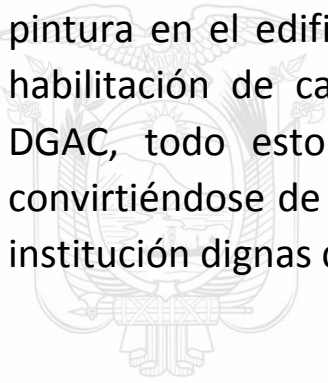 pintura en el edifi
habilitación de ca
DGAC, todo esto
convirtiéndose de
institución dignas